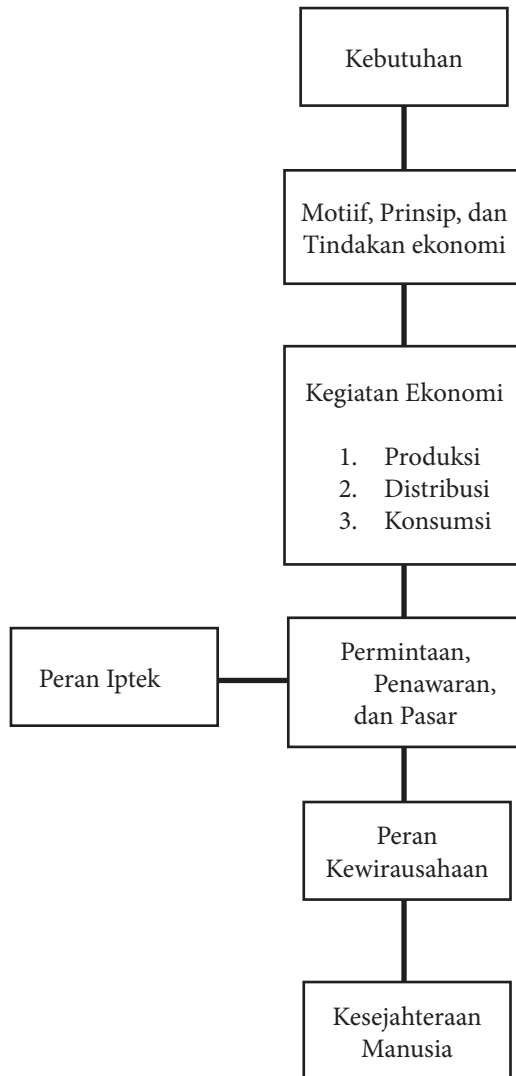 Kebutuhan
Motiif, Prinsip, dan
Tindakan ekonomi
Kegiatan Ekonomi
1. Produksi
2. Distribusi
3. Konsumsi
Peran Iptek
Permintaan,
Penawaran,
dan Pasar
Peran
Kewirausahaan
Kesejahteraan
Manusia